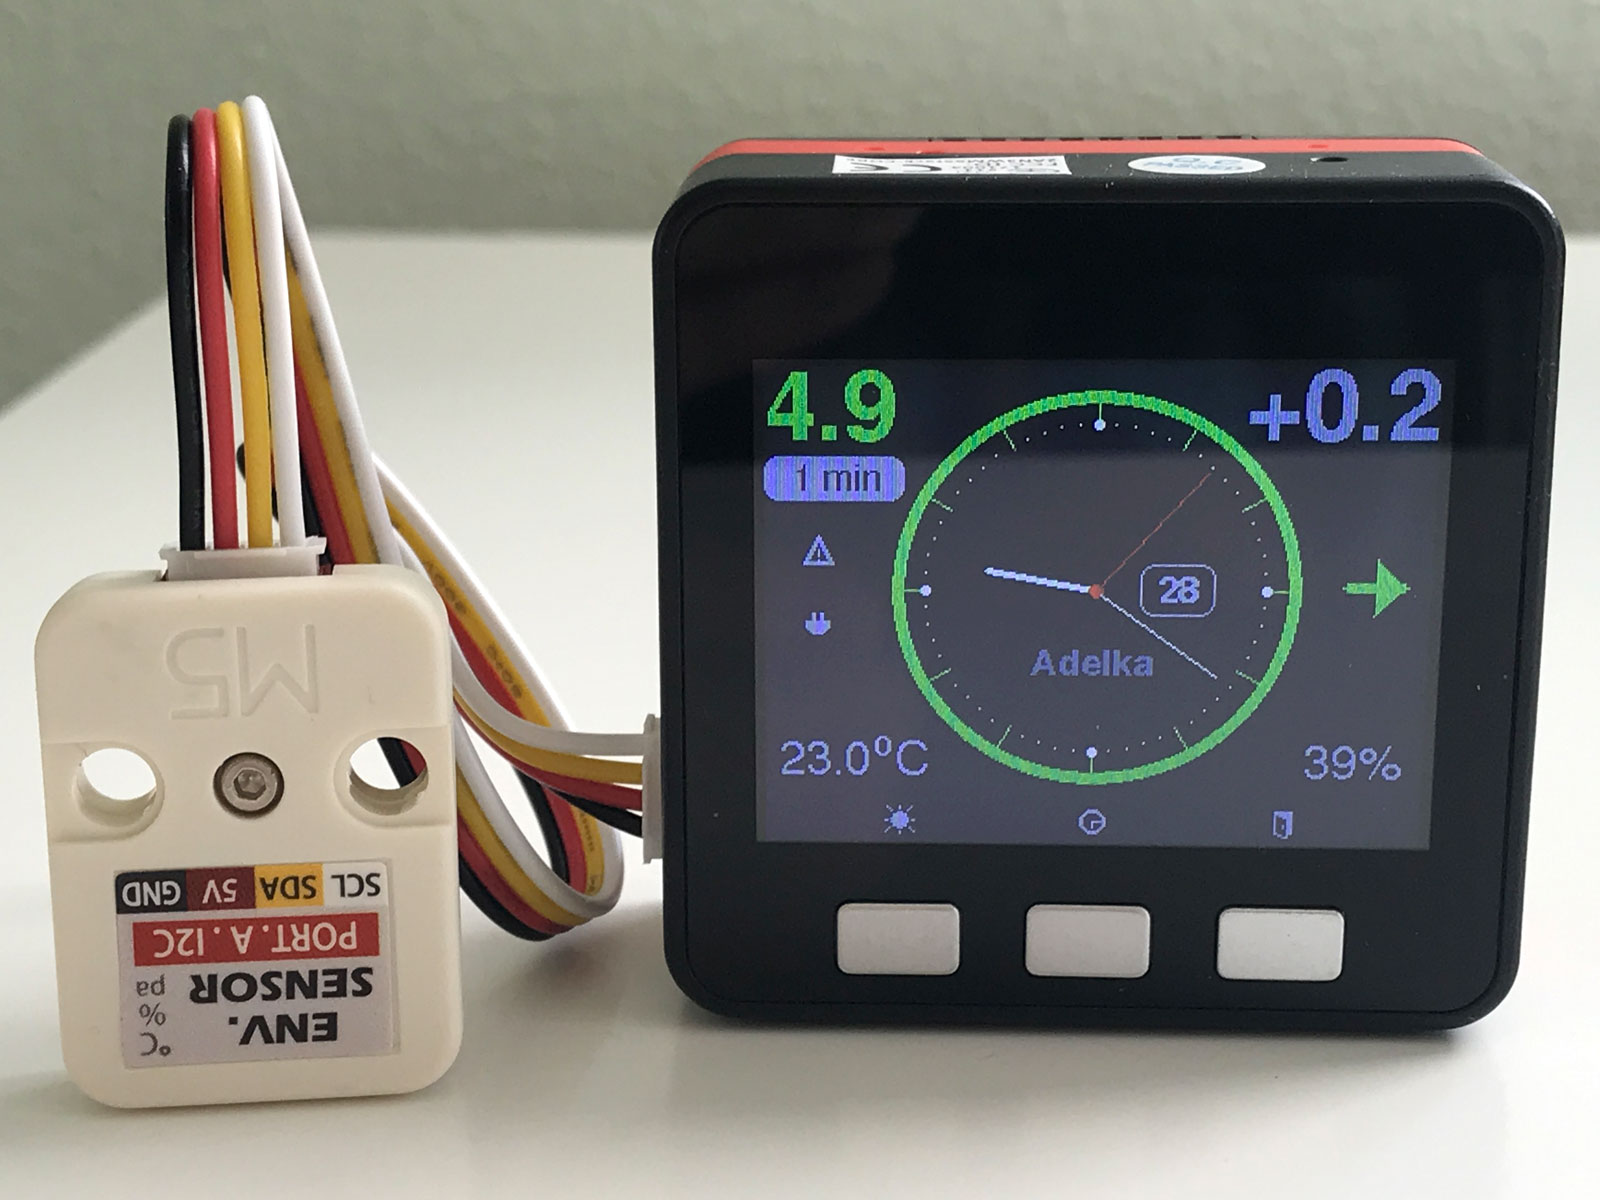 4.9
+0.2
1 min
28
Adelka
23.0°C
39%
M5
SCL SDA 5V GND
PORT.A.I2C
ENV.
SENSOR
°C
%
pa